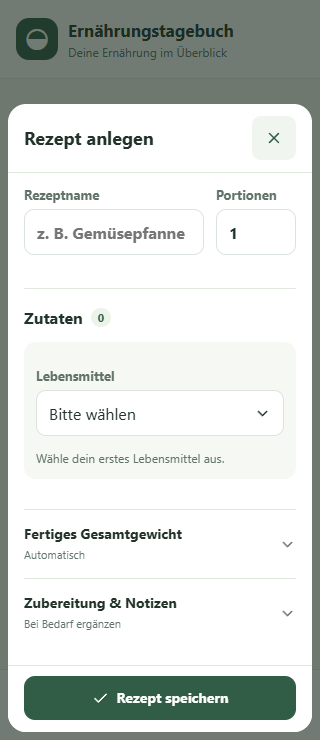 Ernährungstagebuch
Deine Ernährung im Überblick
Rezept anlegen
Rezeptname
Portionen
z. B. Gemüsepfanne
1
Zutaten
0
Lebensmittel
Bitte wählen
Wähle dein erstes Lebensmittel aus.
Fertiges Gesamtgewicht
Automatisch
Zubereitung & Notizen
Bei Bedarf ergänzen
Rezept speichern